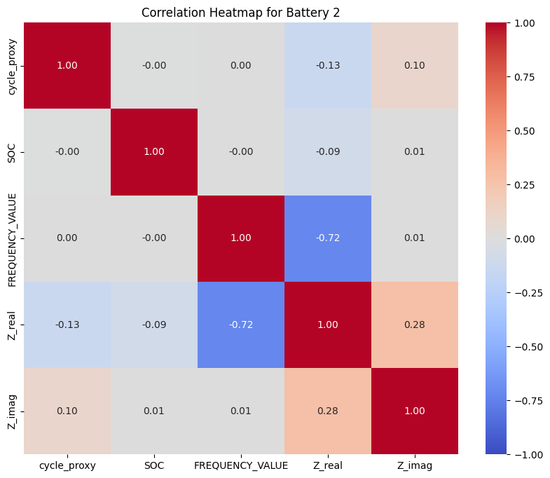 Correlation Heatmap for Battery 2
cycle_proxy 1.00 -0.00 0.00 -0.13 0.10
SOC -0.00 1.00 -0.00 -0.09 0.01
FREQUENCY_VALUE 0.00 -0.00 1.00 -0.72 0.01
Z_real -0.13 -0.09 -0.72 1.00 0.28
Z_imag 0.10 0.01 0.01 0.28 1.00
cycle_proxy SOC FREQUENCY_VALUE Z_real Z_imag
1.00
0.75
0.50
0.25
0.00
−0.25
−0.50
−0.75
−1.00